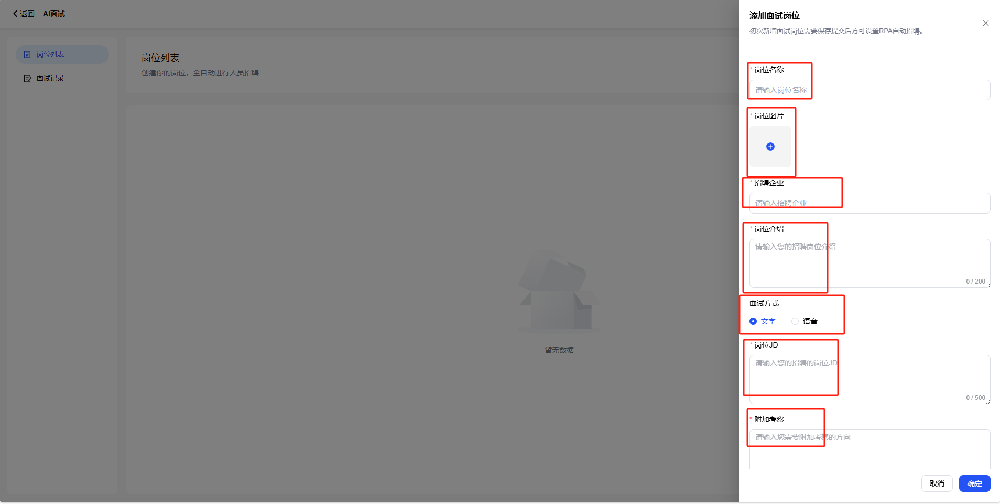 返回 AI面试
岗位列表
面试记录
岗位列表
创建你的岗位，全自动进行人员招聘
暂无数据
添加面试岗位
初次新增面试岗位需要保存提交后方可设置RPA自动招聘。
* 岗位名称
请输入岗位名称
* 岗位图片
* 招聘企业
请输入招聘企业
* 岗位介绍
请输入您的招聘岗位介绍
0 / 200
面试方式
文字 语音
* 岗位JD
请输入您的招聘的岗位JD
0 / 500
* 附加考察
请输入您需要附加考察的方向
取消 确定